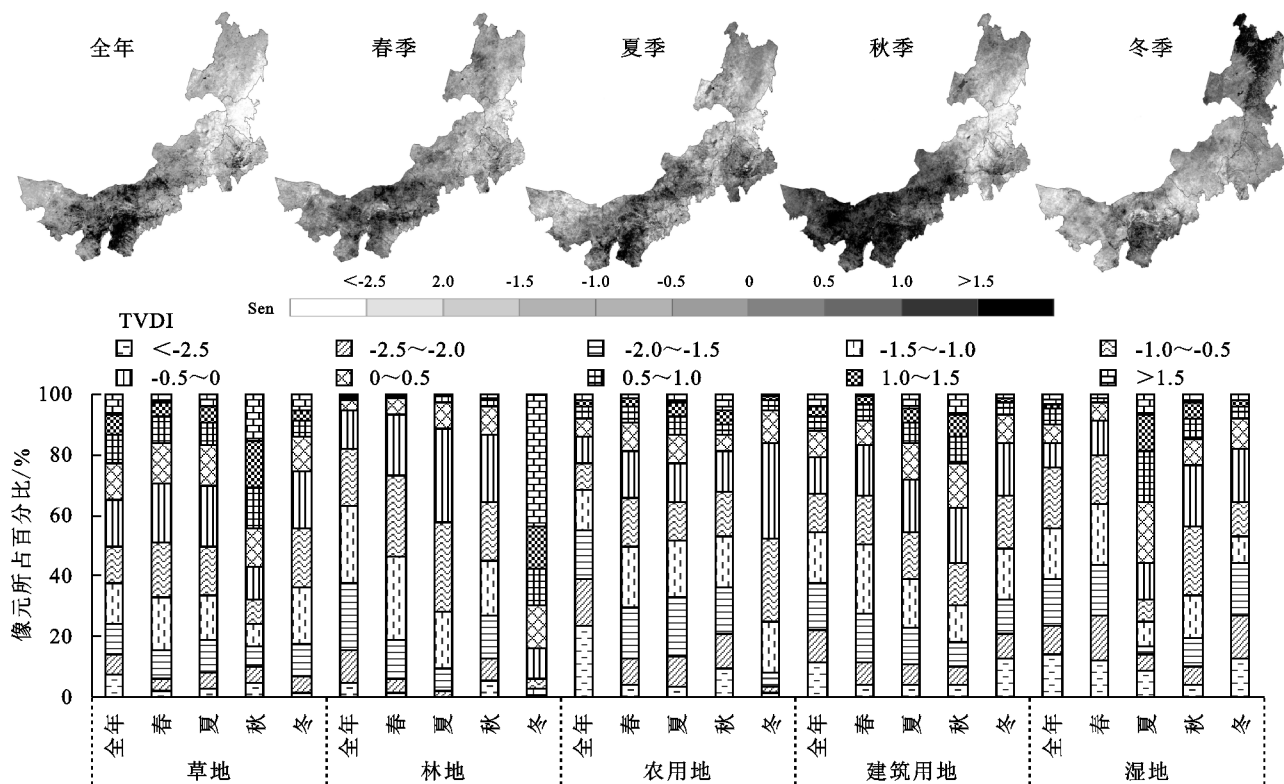 全年 春季 夏季 秋季 冬季
<-2.5 2.0 -1.5 -1.0 -0.5 0 0.5 1.0 >1.5
Sen
TVDI
<-2.5 -2.5～-2.0 -2.0～-1.5 -1.5～-1.0 -1.0～-0.5
-0.5～0 0～0.5 0.5～1.0 1.0～1.5 >1.5
像元所占百分比/%
100
80
60
40
20
0
全年 春 夏 秋 冬 全年 春 夏 秋 冬 全年 春 夏 秋 冬 全年 春 夏 秋 冬 全年 春 夏 秋 冬
草地 林地 农用地 建筑用地 湿地